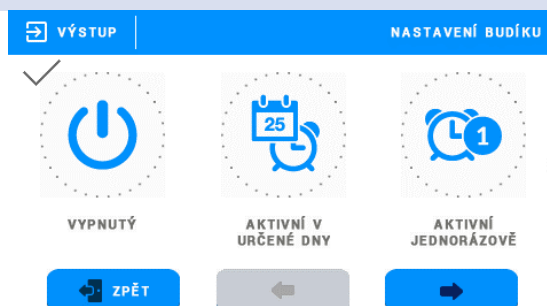 VÝSTUP
NASTAVENÍ BUDÍKU
25
1
VYPNUTÝ
AKTIVNÍ V
URČENÉ DNY
AKTIVNÍ
JEDNORÁZOVĚ
ZPĚT